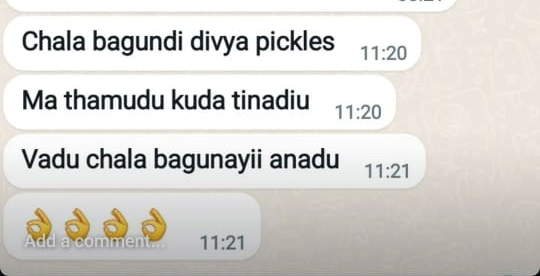 Chala bagundi divya pickles 11:20
Ma thamudu kuda tinadiu 11:20
Vadu chala bagunayii anadu 11:21
👌👌👌👌 11:21
Add a comment...